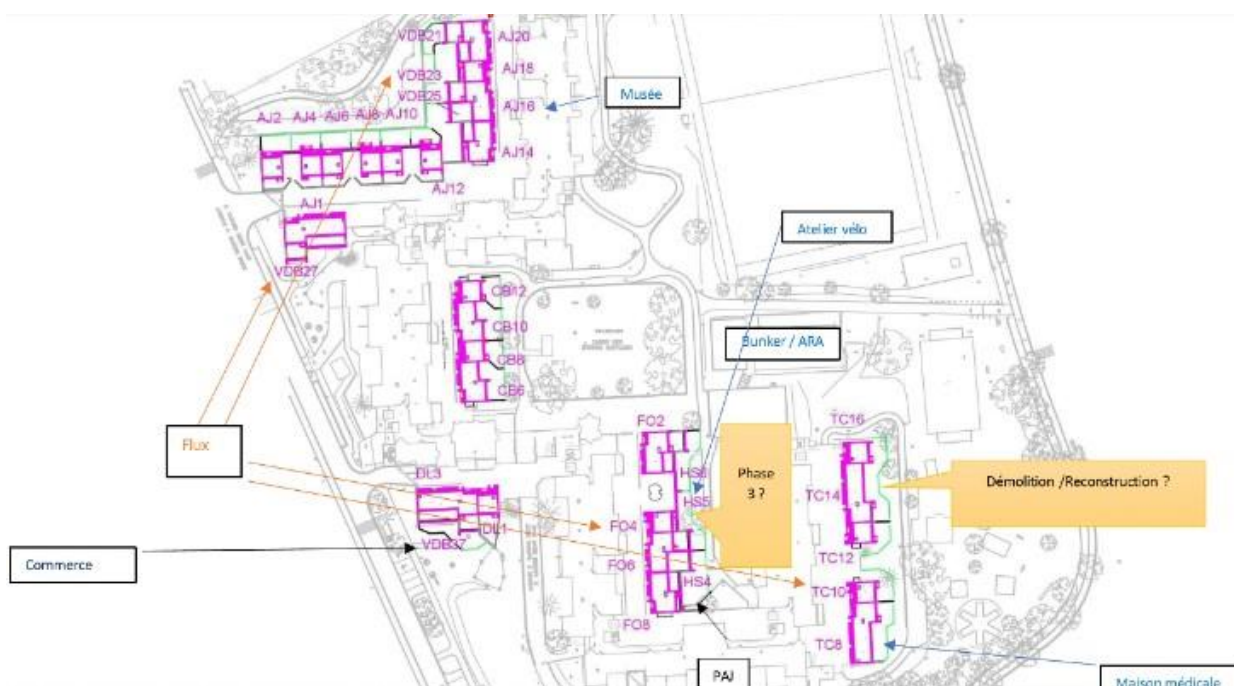 VDB21
AJ20
AJ18
VDB23
VDB25
Musée
AJ16
AJ2 AJ4 AJ6 AJ8 AJ10
AJ14
AJ12
AJ1
Atelier vélo
VDB27
CB12
CB10
Bunker / ARA
CB8
CB6
FO2
TC16
Flux
DL3
HS6
Phase
3 ?
HS5
TC14
Démolition /Reconstruction ?
FO4
DL1
VDB37
Commerce
FO6
TC12
HS4
TC10
FO8
TC8
PAJ
Maison médicale